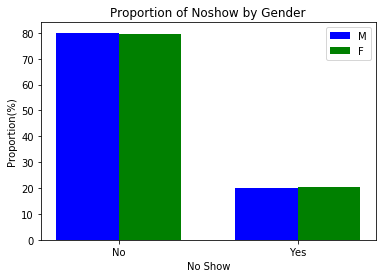 Proportion of Noshow by Gender
M
F
80
70
60
50
40
30
20
10
0
Proportion(%)
No
Yes
No Show